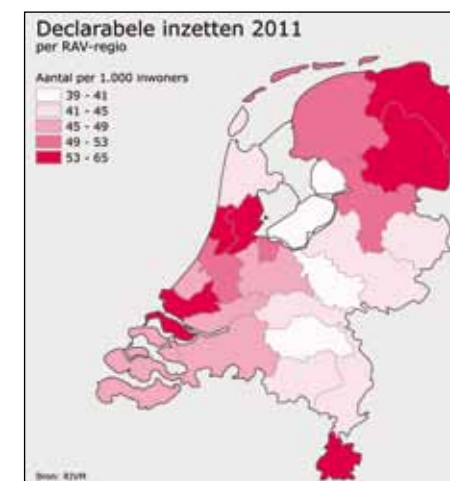 Declarabele inzetten 2011
per RAV-regio
Aantal per 1.000 inwoners
39 - 41
41 - 45
45 - 49
49 - 53
53 - 65
Bron: RIVM